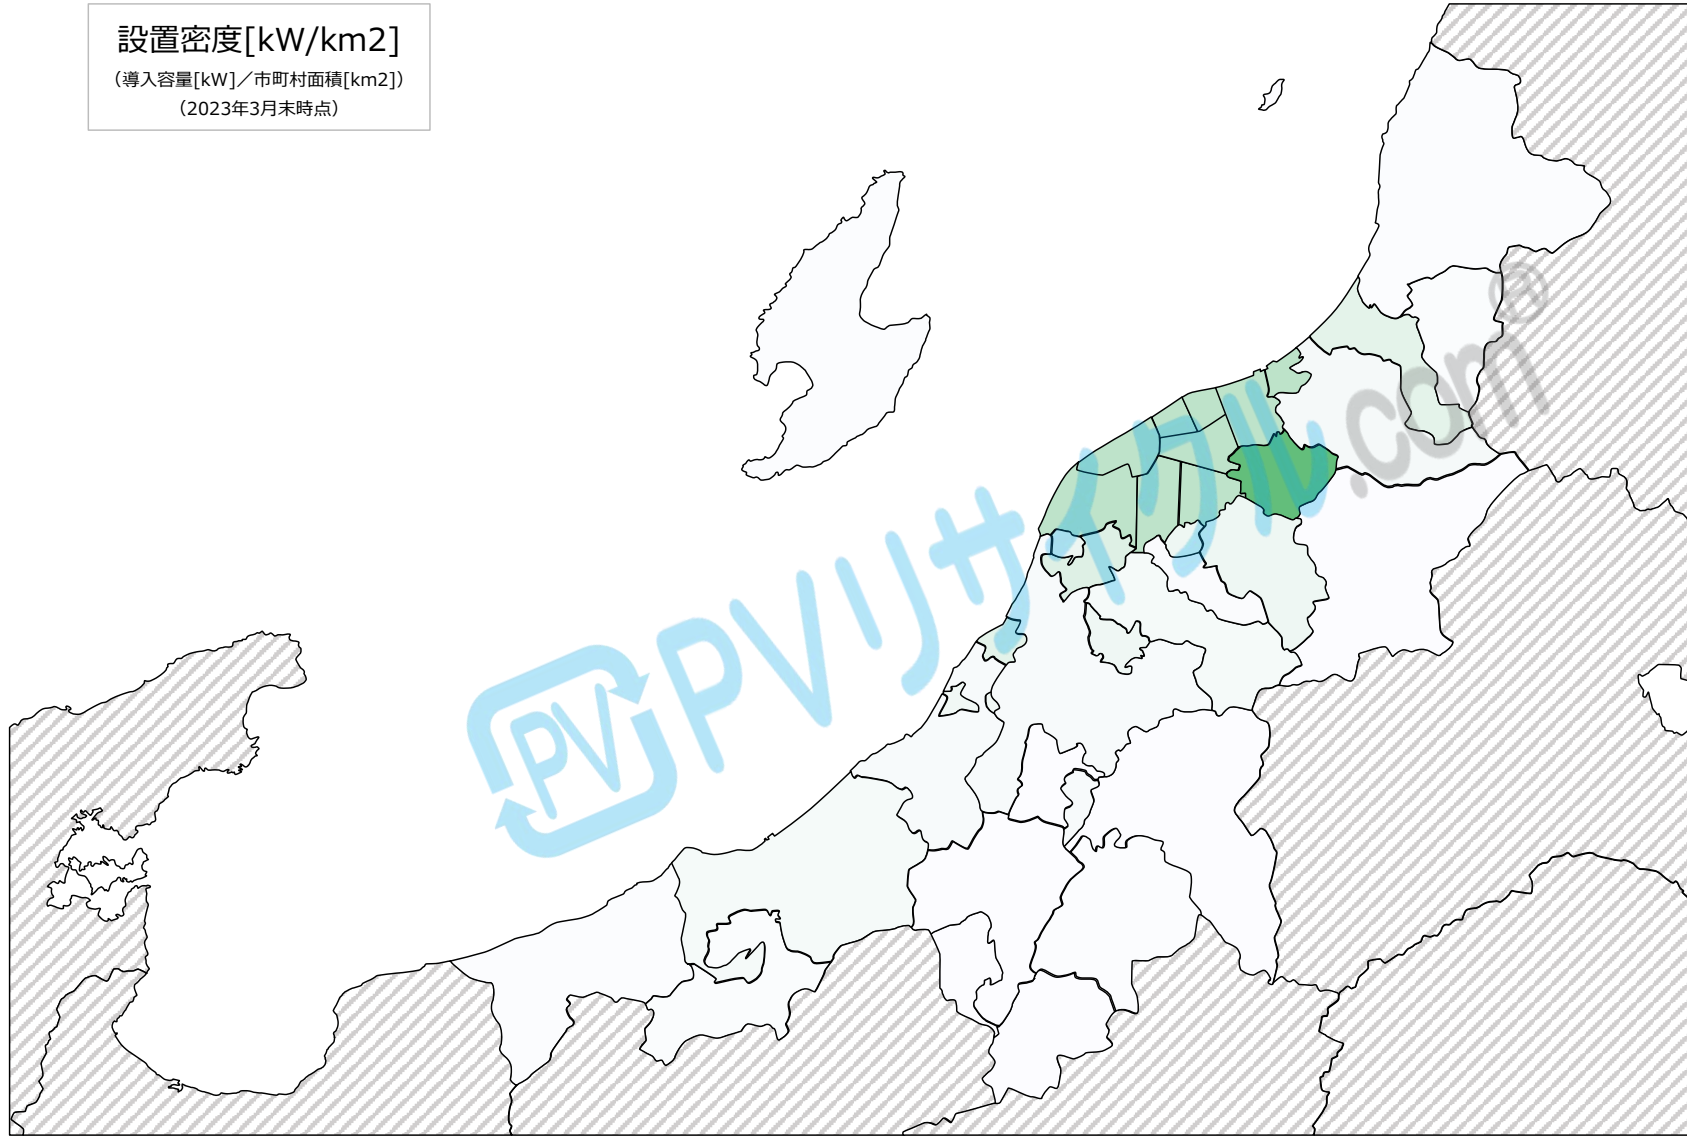 設置密度[kW/km2]
（導入容量[kW]／市町村面積[km2]）
（2023年3月末時点）
PV PVリサイクル.com®